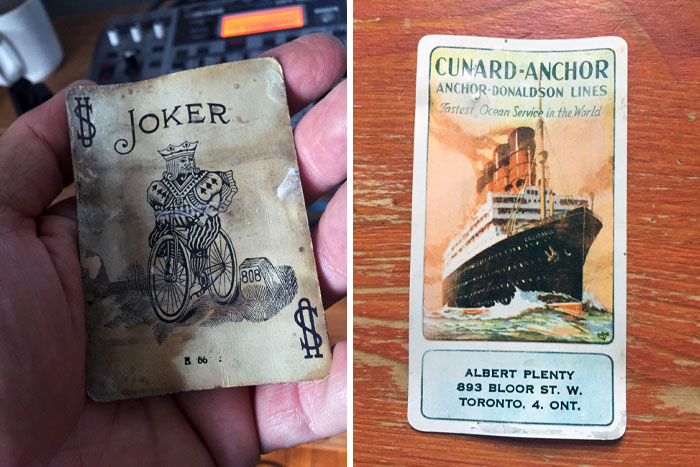 JOKER
808
E 86
CUNARD-ANCHOR
ANCHOR-DONALDSON LINES
Fastest Ocean Service in the World
ALBERT PLENTY
893 BLOOR ST. W.
TORONTO, 4. ONT.